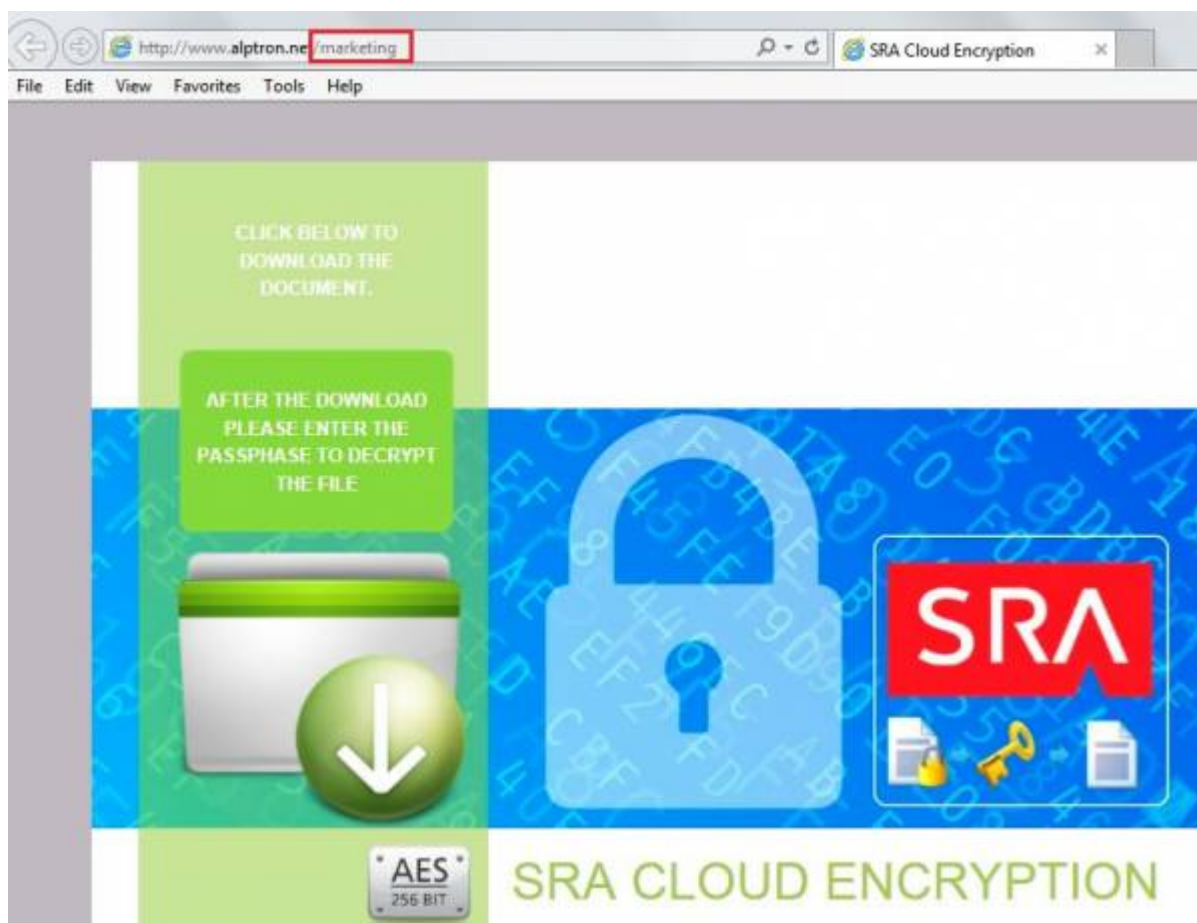 http://www.alptron.ne/marketing
SRA Cloud Encryption
File Edit View Favorites Tools Help
CLICK BELOW TO
DOWNLOAD THE
DOCUMENT.
AFTER THE DOWNLOAD
PLEASE ENTER THE
PASSPHASE TO DECRYPT
THE FILE
SRA
AES
256 BIT
SRA CLOUD ENCRYPTION